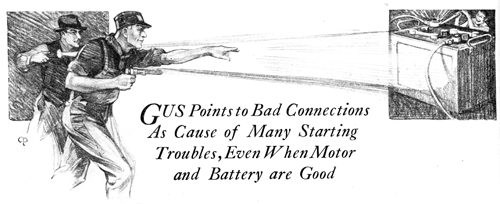 GUS Points to Bad Connections
As Cause of Many Starting
Troubles, Even When Motor
and Battery are Good